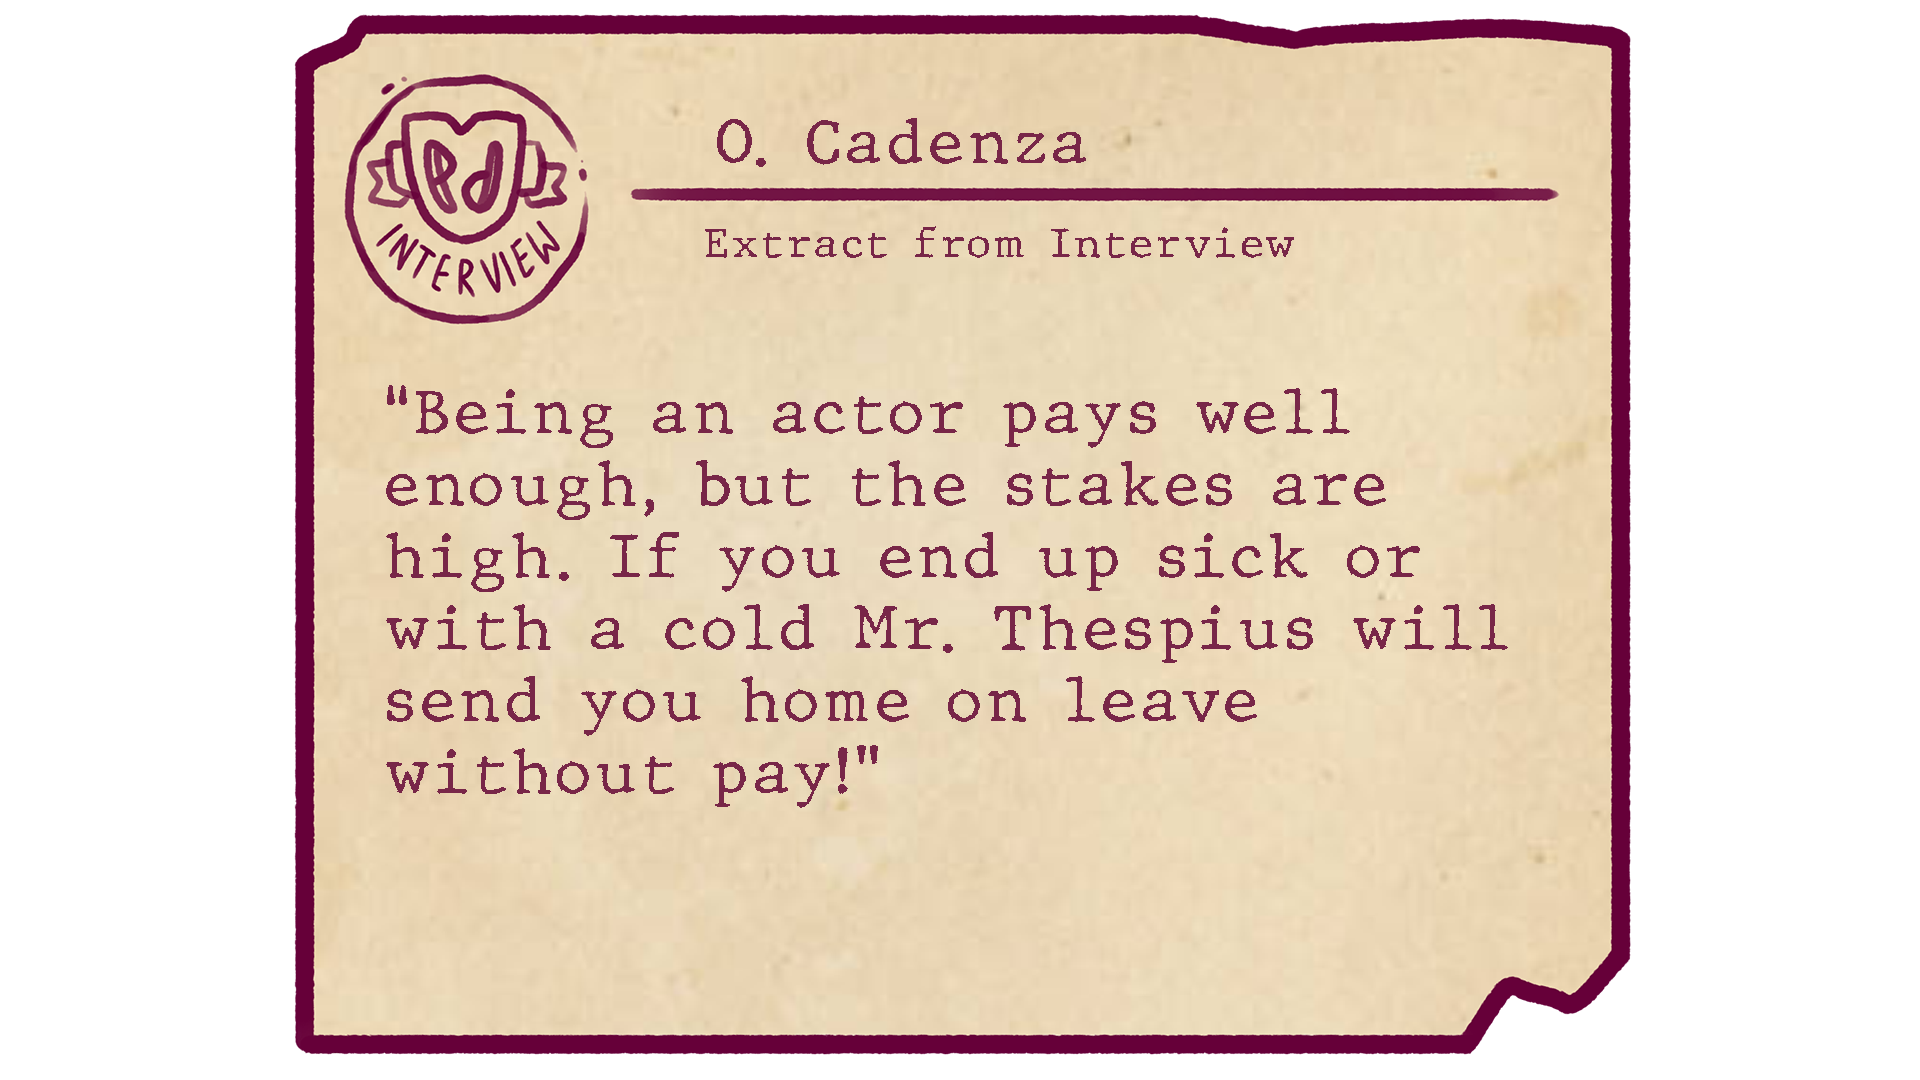 Pd
INTERVIEW
O. Cadenza
Extract from Interview
"Being an actor pays well
enough, but the stakes are
high. If you end up sick or
with a cold Mr. Thespius will
send you home on leave
without pay!"